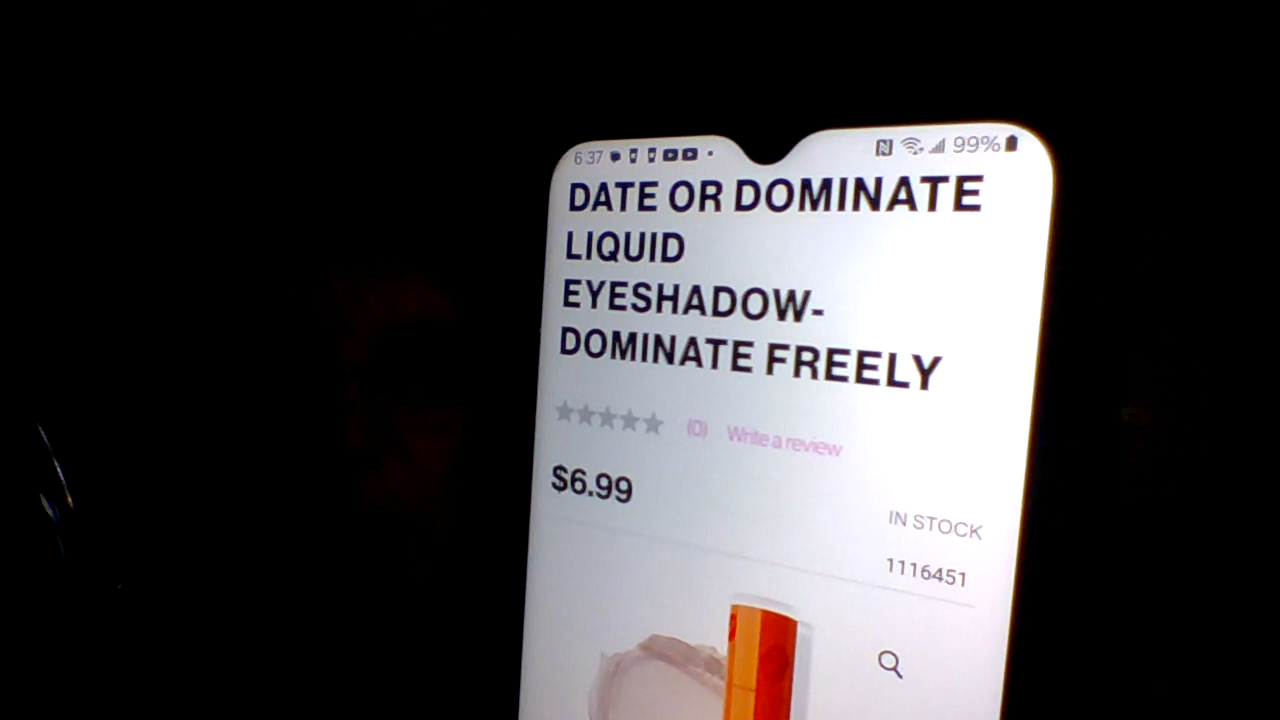 6:37 99%
DATE OR DOMINATE
LIQUID
EYESHADOW-
DOMINATE FREELY
(0) Write a review
$6.99
IN STOCK
1116451